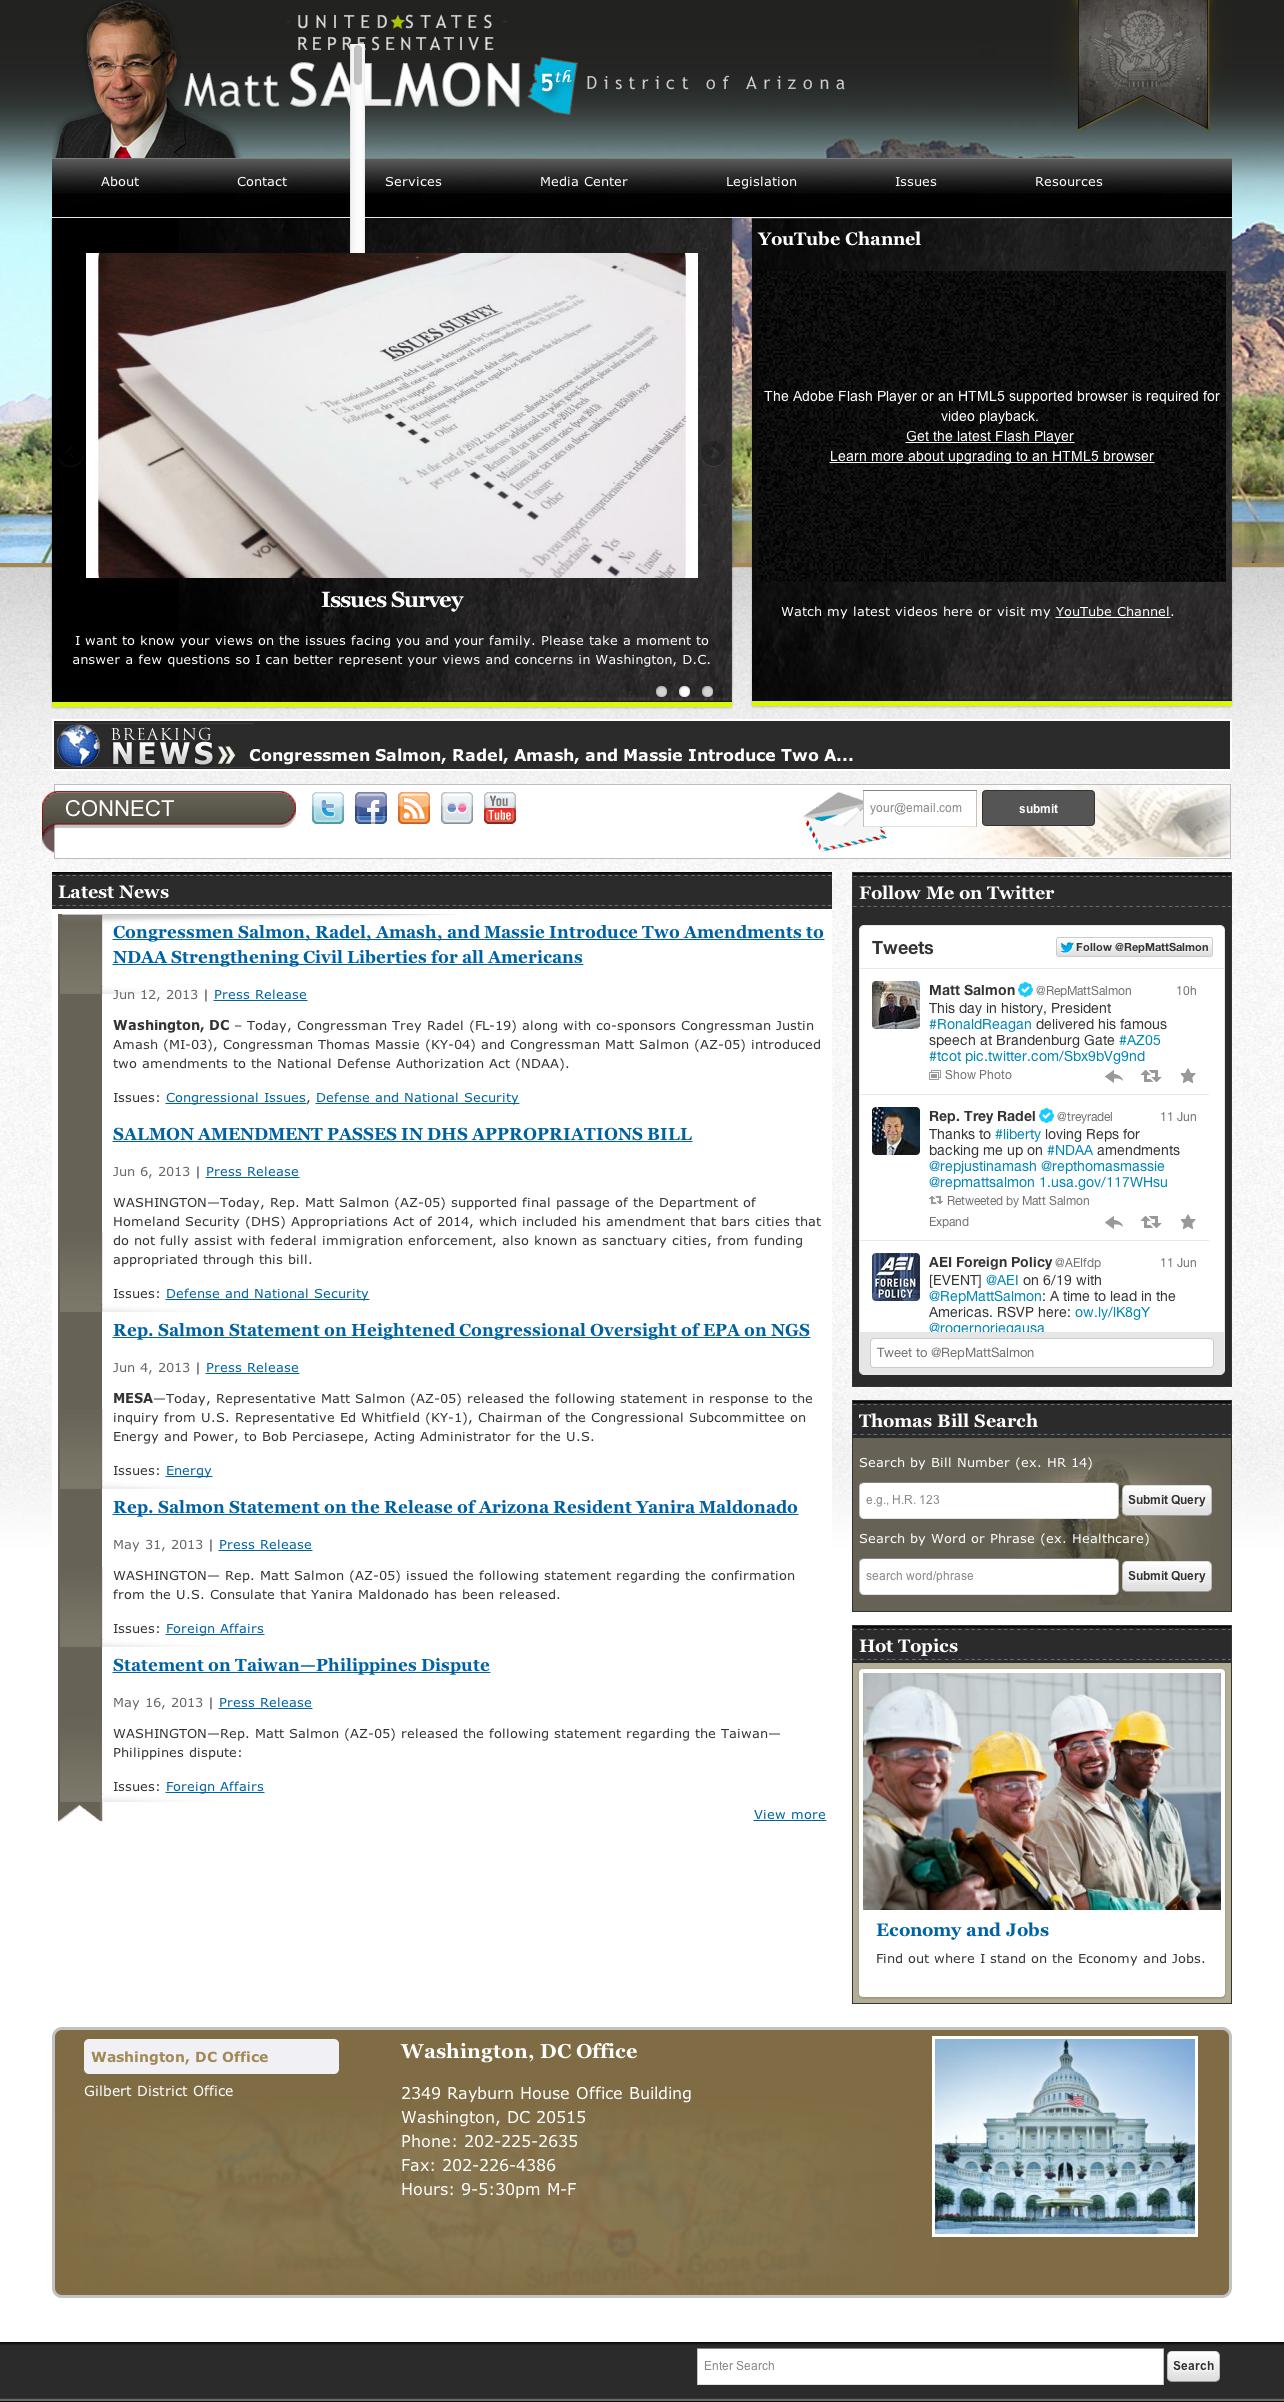 UNITED★STATES
REPRESENTATIVE
Matt SALMON 5th District of Arizona
About Contact Services Media Center Legislation Issues Resources
YouTube Channel
ISSUES SURVEY
The Adobe Flash Player or an HTML5 supported browser is required for
video playback.
Get the latest Flash Player
Learn more about upgrading to an HTML5 browser
Issues Survey
I want to know your views on the issues facing you and your family. Please take a moment to
answer a few questions so I can better represent your views and concerns in Washington, D.C.
Watch my latest videos here or visit my YouTube Channel.
BREAKING
NEWS» Congressmen Salmon, Radel, Amash, and Massie Introduce Two A...
CONNECT
You
Tube
your@email.com
submit
Latest News
Congressmen Salmon, Radel, Amash, and Massie Introduce Two Amendments to
NDAA Strengthening Civil Liberties for all Americans
Jun 12, 2013 | Press Release
Washington, DC – Today, Congressman Trey Radel (FL-19) along with co-sponsors Congressman Justin
Amash (MI-03), Congressman Thomas Massie (KY-04) and Congressman Matt Salmon (AZ-05) introduced
two amendments to the National Defense Authorization Act (NDAA).
Issues: Congressional Issues, Defense and National Security
SALMON AMENDMENT PASSES IN DHS APPROPRIATIONS BILL
Jun 6, 2013 | Press Release
WASHINGTON—Today, Rep. Matt Salmon (AZ-05) supported final passage of the Department of
Homeland Security (DHS) Appropriations Act of 2014, which included his amendment that bars cities that
do not fully assist with federal immigration enforcement, also known as sanctuary cities, from funding
appropriated through this bill.
Issues: Defense and National Security
Rep. Salmon Statement on Heightened Congressional Oversight of EPA on NGS
Jun 4, 2013 | Press Release
MESA—Today, Representative Matt Salmon (AZ-05) released the following statement in response to the
inquiry from U.S. Representative Ed Whitfield (KY-1), Chairman of the Congressional Subcommittee on
Energy and Power, to Bob Perciasepe, Acting Administrator for the U.S.
Issues: Energy
Rep. Salmon Statement on the Release of Arizona Resident Yanira Maldonado
May 31, 2013 | Press Release
WASHINGTON— Rep. Matt Salmon (AZ-05) issued the following statement regarding the confirmation
from the U.S. Consulate that Yanira Maldonado has been released.
Issues: Foreign Affairs
Statement on Taiwan—Philippines Dispute
May 16, 2013 | Press Release
WASHINGTON—Rep. Matt Salmon (AZ-05) released the following statement regarding the Taiwan—
Philippines dispute:
Issues: Foreign Affairs
View more
Follow Me on Twitter
Tweets
Follow @RepMattSalmon
Matt Salmon @RepMattSalmon 10h
This day in history, President
#RonaldReagan delivered his famous
speech at Brandenburg Gate #AZ05
#tcot pic.twitter.com/Sbx9bVg9nd
Show Photo
Rep. Trey Radel @treyradel 11 Jun
Thanks to #liberty loving Reps for
backing me up on #NDAA amendments
@repjustinamash @repthomasmassie
@repmattsalmon 1.usa.gov/117WHsu
Retweeted by Matt Salmon
Expand
AEI
FOREIGN
POLICY
AEI Foreign Policy @AEIfdp 11 Jun
[EVENT] @AEI on 6/19 with
@RepMattSalmon: A time to lead in the
Americas. RSVP here: ow.ly/lK8gY
@rogernoriegausa
Tweet to @RepMattSalmon
Thomas Bill Search
Search by Bill Number (ex. HR 14)
e.g., H.R. 123
Submit Query
Search by Word or Phrase (ex. Healthcare)
search word/phrase
Submit Query
Hot Topics
Economy and Jobs
Find out where I stand on the Economy and Jobs.
Washington, DC Office
Gilbert District Office
Washington, DC Office
2349 Rayburn House Office Building
Washington, DC 20515
Phone: 202-225-2635
Fax: 202-226-4386
Hours: 9-5:30pm M-F
Enter Search
Search